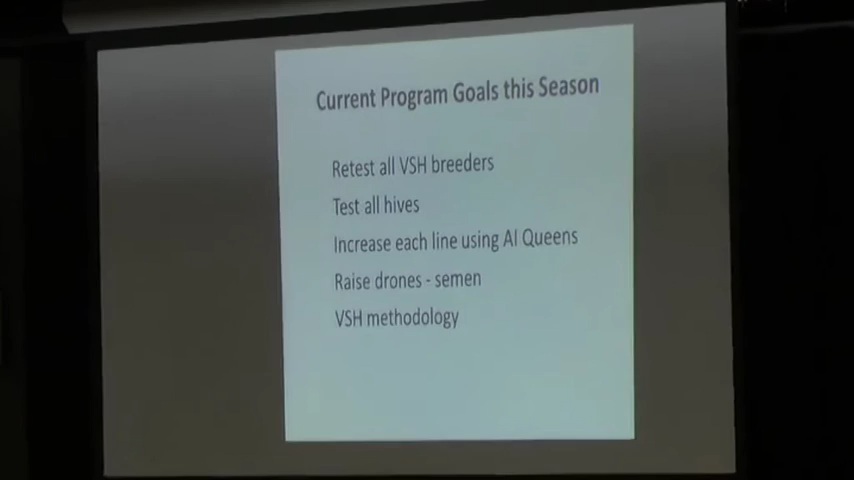 Current Program Goals this Season
Retest all VSH breeders
Test all hives
Increase each line using AI Queens
Raise drones - semen
VSH methodology